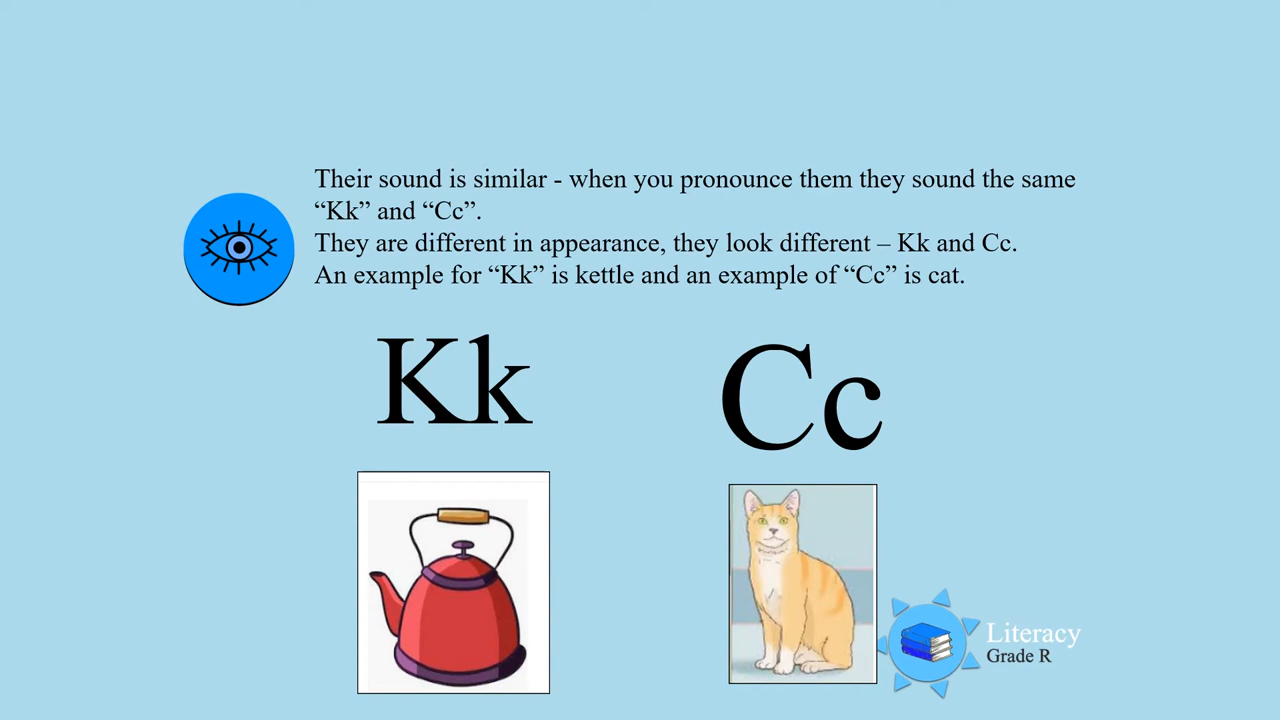 Their sound is similar - when you pronounce them they sound the same
“Kk” and “Cc”.
They are different in appearance, they look different – Kk and Cc.
An example for “Kk” is kettle and an example of “Cc” is cat.
Kk
Cc
Literacy
Grade R